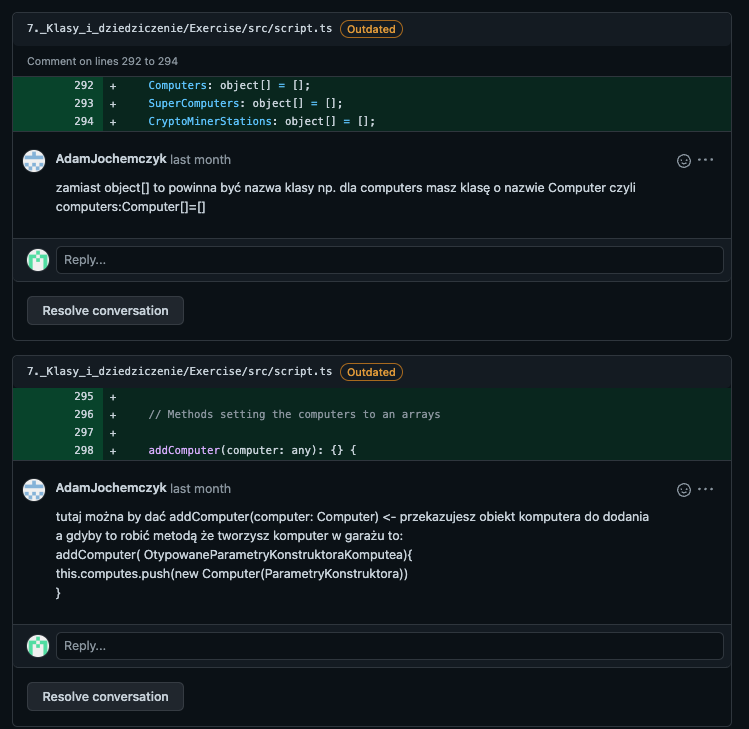 7._Klasy_i_dziedziczenie/Exercise/src/script.ts Outdated
Comment on lines 292 to 294
292 + Computers: object[] = [];
293 + SuperComputers: object[] = [];
294 + CryptoMinerStations: object[] = [];
AdamJochemczyk last month
zamiast object[] to powinna być nazwa klasy np. dla computers masz klasę o nazwie Computer czyli
computers:Computer[]=[]
Reply...
Resolve conversation
7._Klasy_i_dziedziczenie/Exercise/src/script.ts Outdated
295 +
296 + // Methods setting the computers to an arrays
297 +
298 + addComputer(computer: any): {} {
AdamJochemczyk last month
tutaj można by dać addComputer(computer: Computer) <- przekazujesz obiekt komputera do dodania
a gdyby to robić metodą że tworzysz komputer w garażu to:
addComputer( OtypowaneParametryKonstruktoraKomputea){
this.computes.push(new Computer(ParametryKonstruktora))
}
Reply...
Resolve conversation